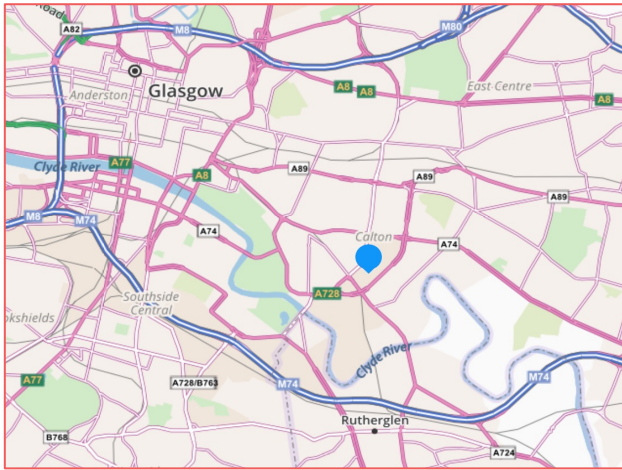 Road
A82
M8
M80
Anderston
Glasgow
A8
A8
East Centre
A8
Clyde River
A77
A8
A89
A89
A89
M8
M74
A74
Calton
A74
A728
Southside
Central
okshields
Clyde River
A77
A728/B763
M74
M74
Rutherglen
B768
A724